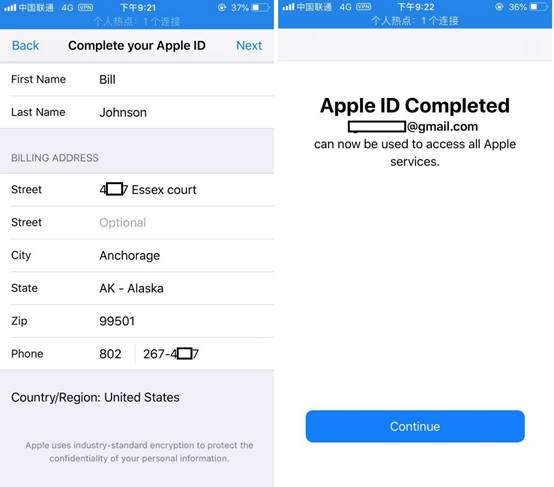 中国联通 4G VPN 下午9:21 37%
个人热点：1 个连接
Back Complete your Apple ID Next
First Name Bill
Last Name Johnson
BILLING ADDRESS
Street 4 7 Essex court
Street Optional
City Anchorage
State AK - Alaska
Zip 99501
Phone 802 267-4 7
Country/Region: United States
Apple uses industry-standard encryption to protect the
confidentiality of your personal information.
中国联通 4G VPN 下午9:22 36%
个人热点：1 个连接
Apple ID Completed
@gmail.com
can now be used to access all Apple
services.
Continue